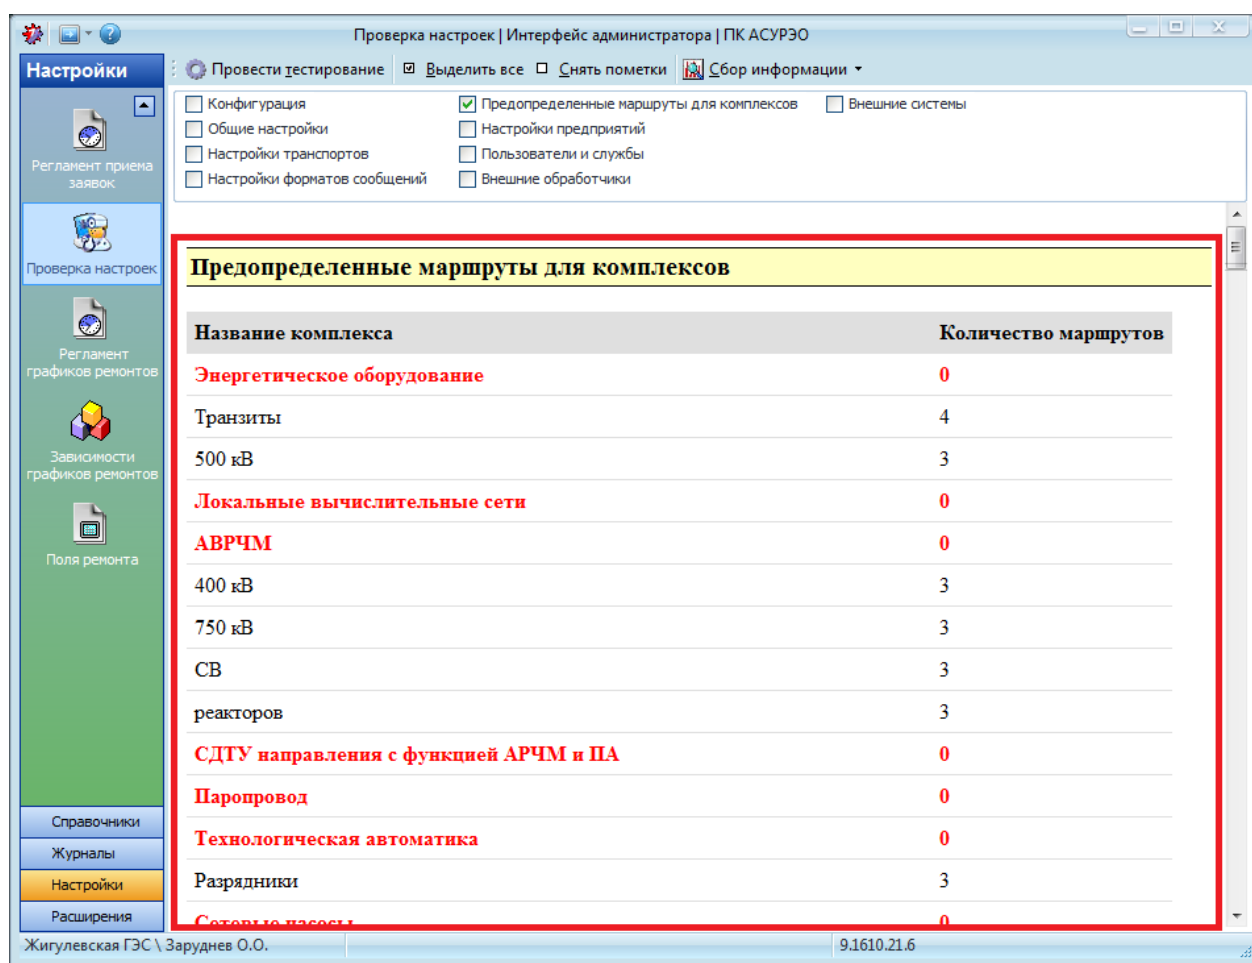 Проверка настроек | Интерфейс администратора | ПК АСУРЭО
Настройки
Провести тестирование Выделить все Снять пометки Сбор информации
Конфигурация Предопределенные маршруты для комплексов Внешние системы
Общие настройки Настройки предприятий
Настройки транспортов Пользователи и службы
Настройки форматов сообщений Внешние обработчики
Регламент приема
заявок
Проверка настроек
Регламент
графиков ремонтов
Зависимости
графиков ремонтов
Поля ремонта
Предопределенные маршруты для комплексов
Название комплекса Количество маршрутов
Энергетическое оборудование 0
Транзиты 4
500 кВ 3
Локальные вычислительные сети 0
АВРЧМ 0
400 кВ 3
750 кВ 3
СВ 3
реакторов 3
СДТУ направления с функцией АРЧМ и ПА 0
Паропровод 0
Технологическая автоматика 0
Разрядники 3
Сетевые насосы 0
Справочники
Журналы
Настройки
Расширения
Жигулевская ГЭС \ Заруднев О.О. 9.1610.21.6